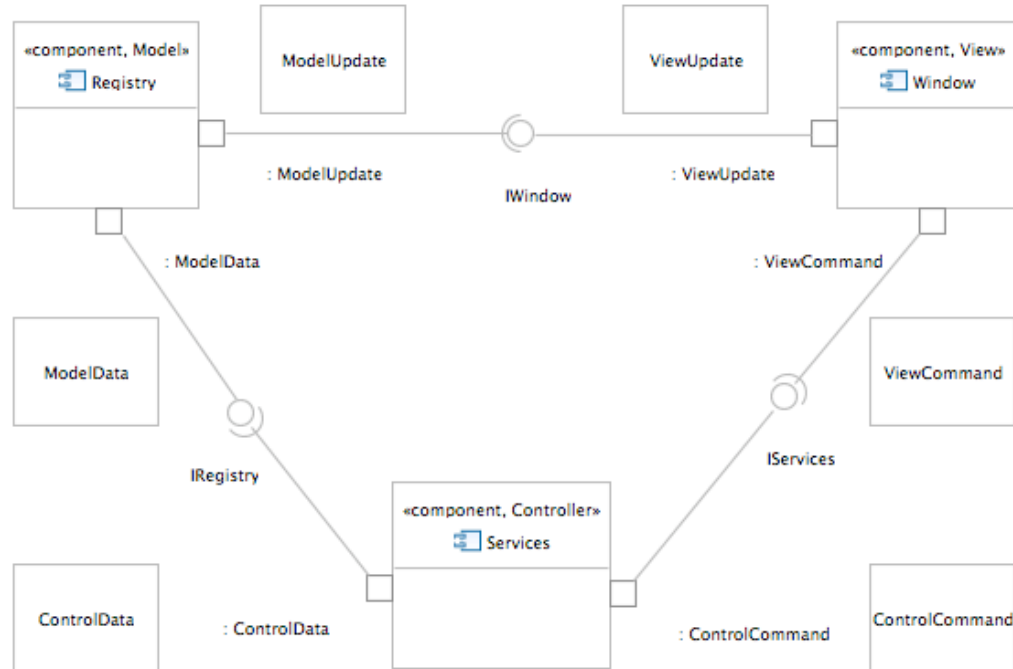 «component, Model»
Registry
ModelUpdate
ViewUpdate
«component, View»
Window
: ModelUpdate
IWindow
: ViewUpdate
: ModelData
: ViewCommand
ModelData
ViewCommand
IRegistry
IServices
«component, Controller»
Services
ControlData
: ControlData
: ControlCommand
ControlCommand